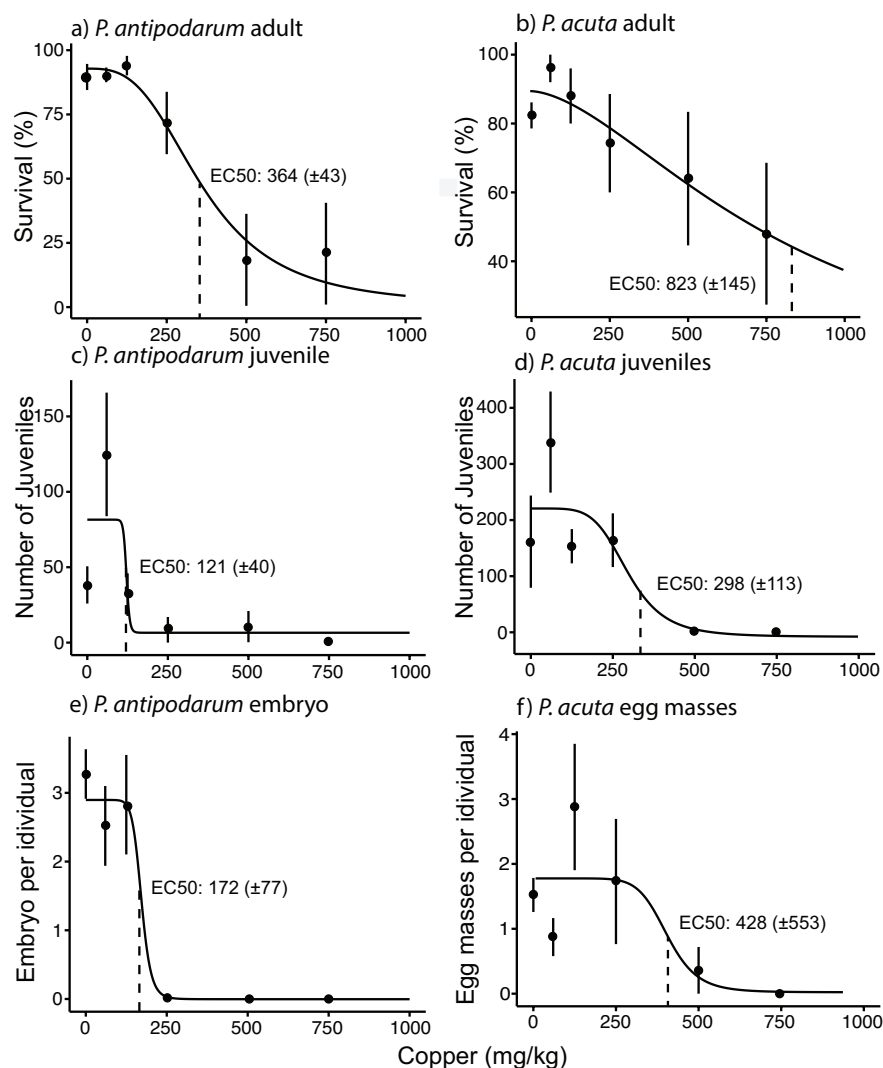 a) P. antipodarum adult
100
75
50
25
0
Survival (%)
EC50: 364 (±43)
0 250 500 750 1000
b) P. acuta adult
100
80
60
40
Survival (%)
EC50: 823 (±145)
0 250 500 750 1000
c) P. antipodarum juvenile
150
100
50
0
Number of Juveniles
EC50: 121 (±40)
0 250 500 750 1000
d) P. acuta juveniles
400
300
200
100
0
Number of Juveniles
EC50: 298 (±113)
0 250 500 750 1000
e) P. antipodarum embryo
3
2
1
0
Embryo per idividual
EC50: 172 (±77)
0 250 500 750 1000
f) P. acuta egg masses
4
3
2
1
0
Egg masses per idividual
EC50: 428 (±553)
0 250 500 750 1000
Copper (mg/kg)